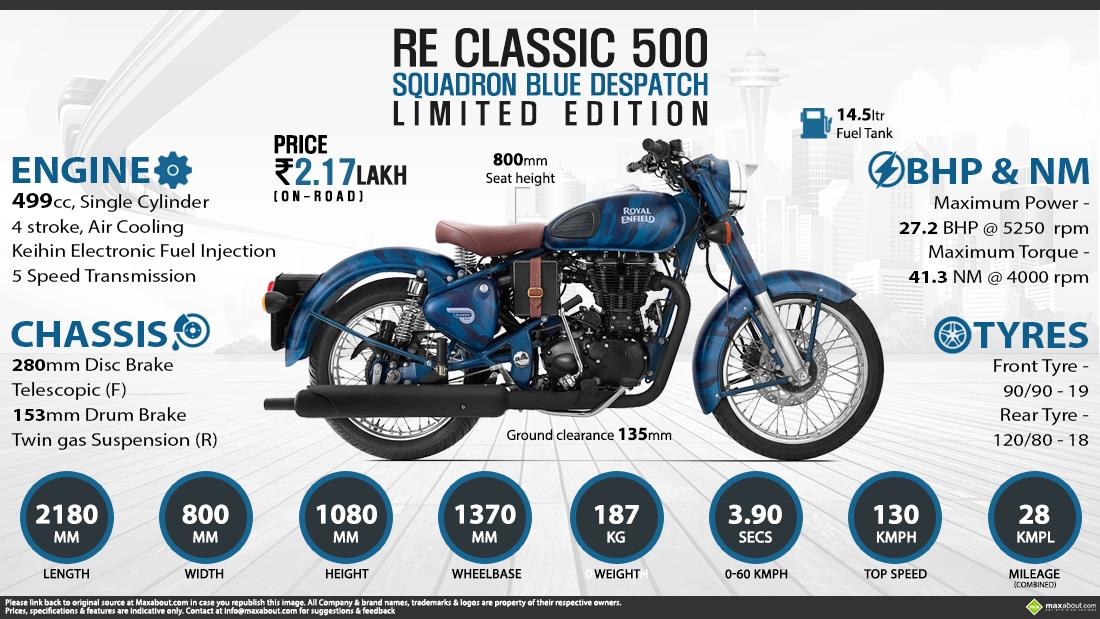 RE CLASSIC 500
SQUADRON BLUE DESPATCH
LIMITED EDITION
PRICE
₹2.17 LAKH
(ON-ROAD)
800mm
Seat height
14.5ltr
Fuel Tank
ENGINE
499cc, Single Cylinder
4 stroke, Air Cooling
Keihin Electronic Fuel Injection
5 Speed Transmission
BHP & NM
Maximum Power -
27.2 BHP @ 5250 rpm
Maximum Torque -
41.3 NM @ 4000 rpm
ROYAL
ENFIELD
CHASSIS
280mm Disc Brake
Telescopic (F)
153mm Drum Brake
Twin gas Suspension (R)
TYRES
Front Tyre -
90/90 - 19
Rear Tyre -
120/80 - 18
Ground clearance 135mm
2180
MM
LENGTH
800
MM
WIDTH
1080
MM
HEIGHT
1370
MM
WHEELBASE
187
KG
WEIGHT
3.90
SECS
0-60 KMPH
130
KMPH
TOP SPEED
28
KMPL
MILEAGE
(COMBINED)
Please link back to original source at Maxabout.com in case you republish this image. All Company & brand names, trademarks & logos are property of their respective owners.
Prices, specifications & features are indicative only. Contact at info@maxabout.com for suggestions & feedback
maxabout.com